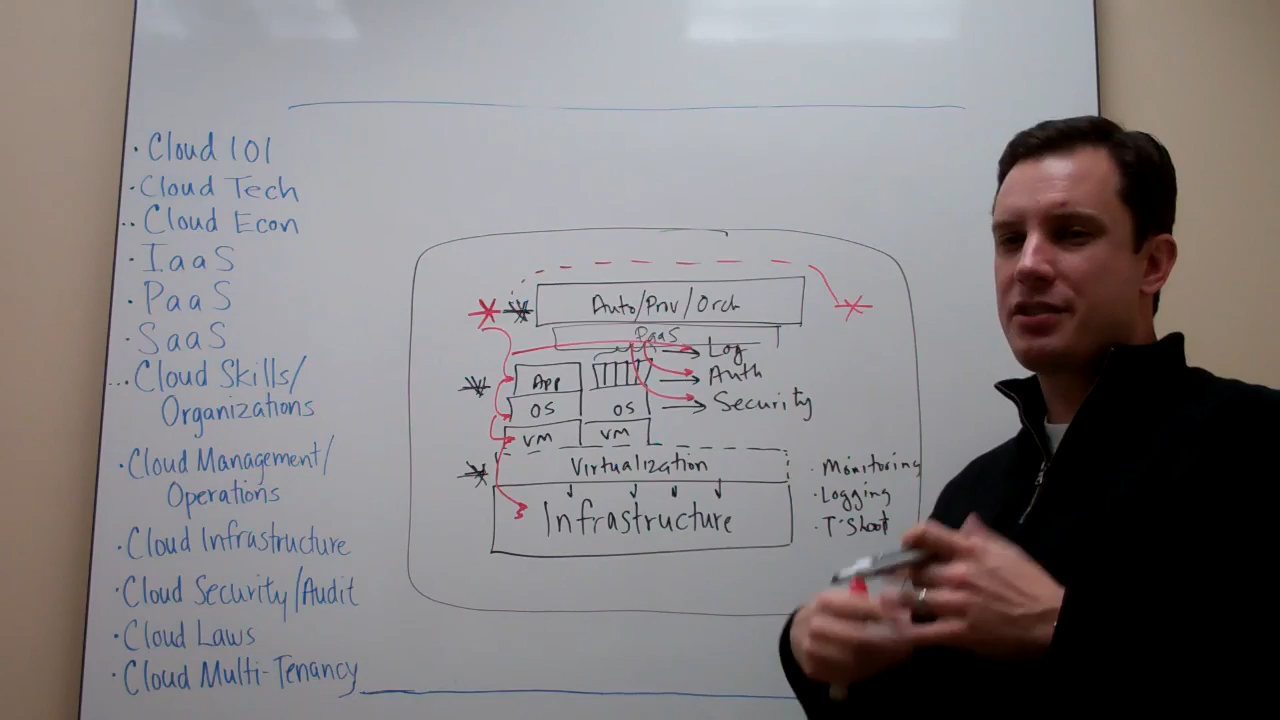 · Cloud 101
· Cloud Tech
·· Cloud Econ
· IaaS
· PaaS
· SaaS
... Cloud Skills/
Organizations
· Cloud Management/
Operations
· Cloud Infrastructure
· Cloud Security/Audit
· Cloud Laws
· Cloud Multi-Tenancy
Auto/Prov/Orch
PaaS
Log
App
Auth
OS OS
Security
VM VM
Virtualization
Infrastructure
· Monitoring
· Logging
· T'Shoot